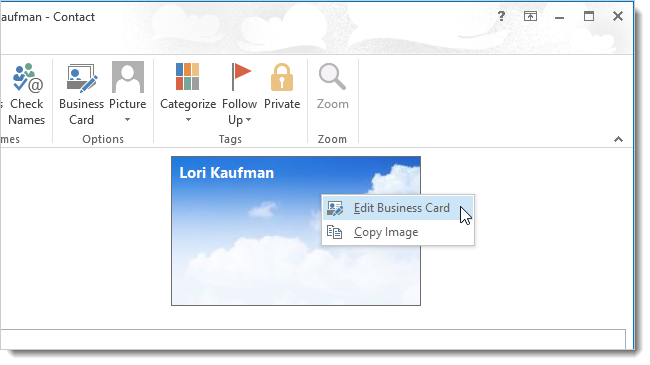 aufman - Contact
?
s Check Names
Business Card
Picture
Categorize
Follow Up
Private
Zoom
mes
Options
Tags
Zoom
Lori Kaufman
Edit Business Card
Copy Image